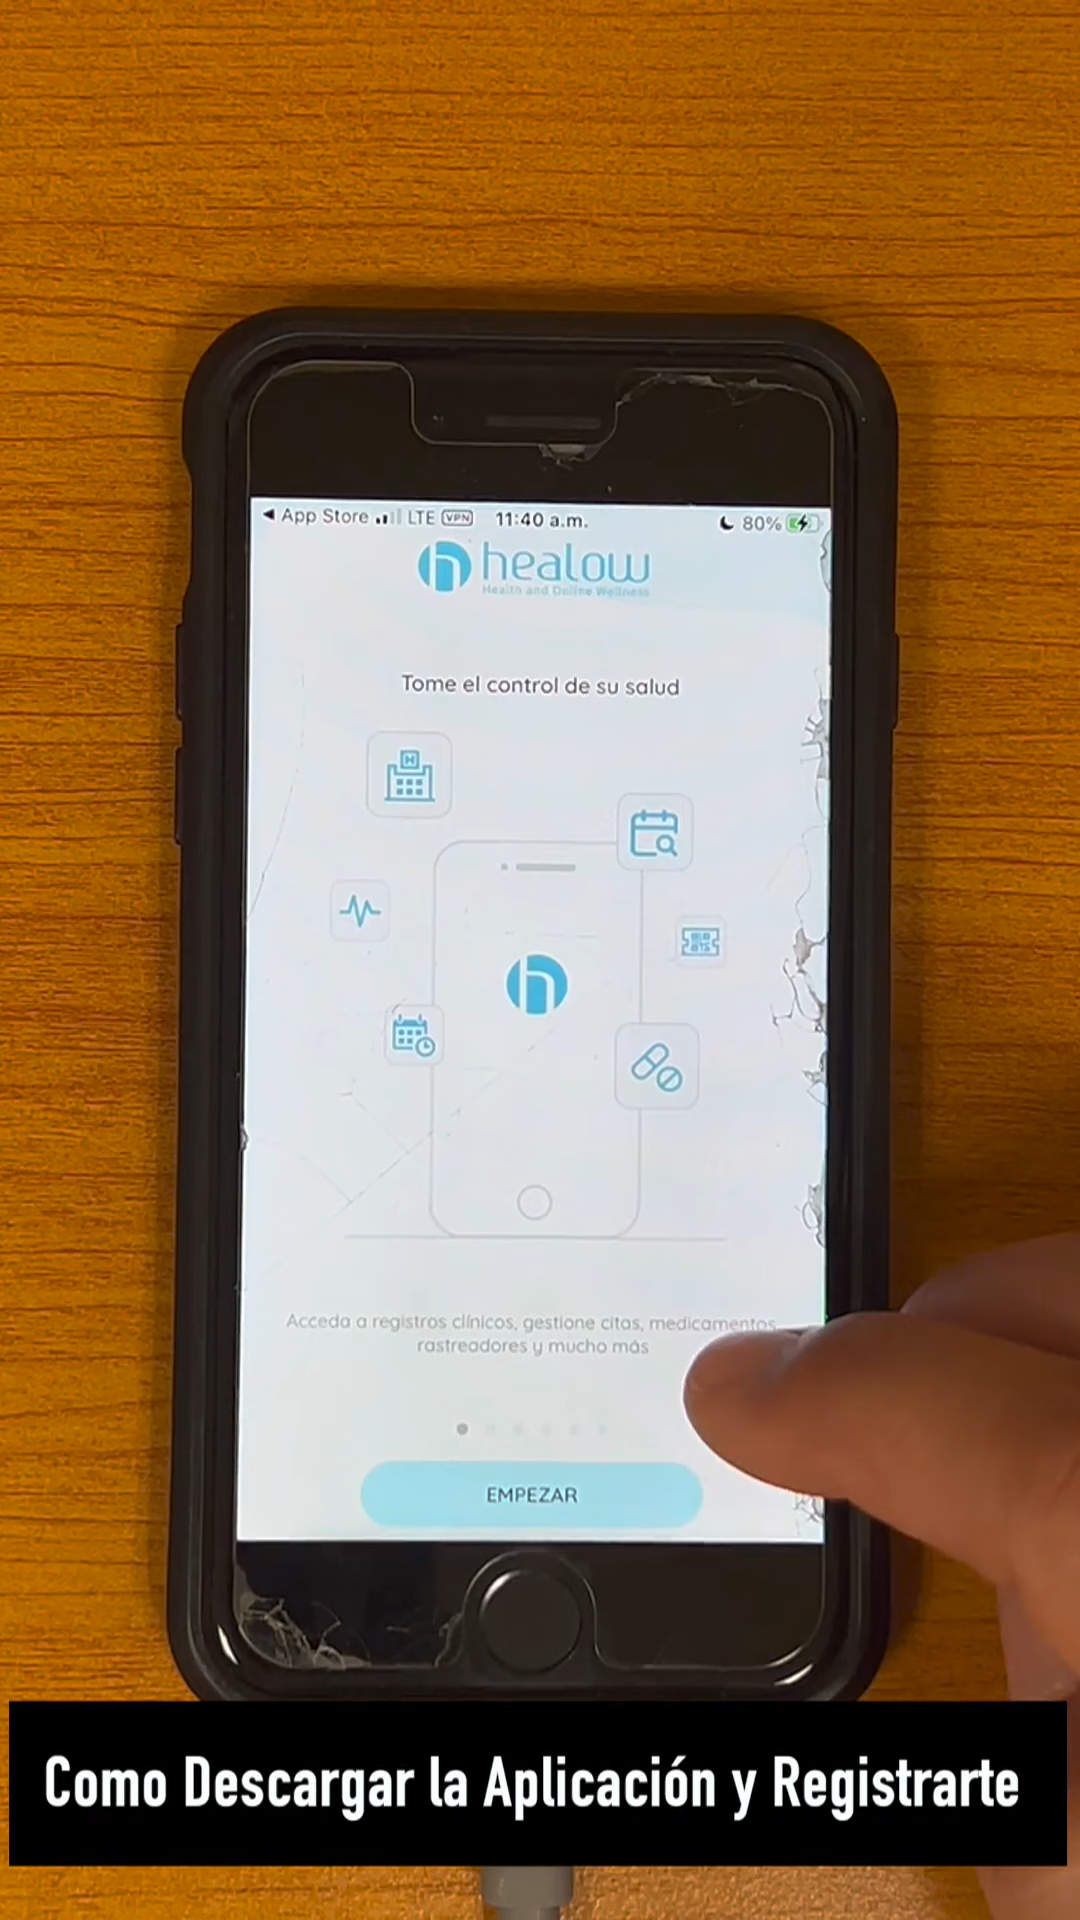 ◄ App Store LTE VPN 11:40 a.m. 80%
healow
Health and Online Wellness
Tome el control de su salud
Acceda a registros clínicos, gestione citas, medicamentos,
rastreadores y mucho más
EMPEZAR
Como Descargar la Aplicación y Registrarte